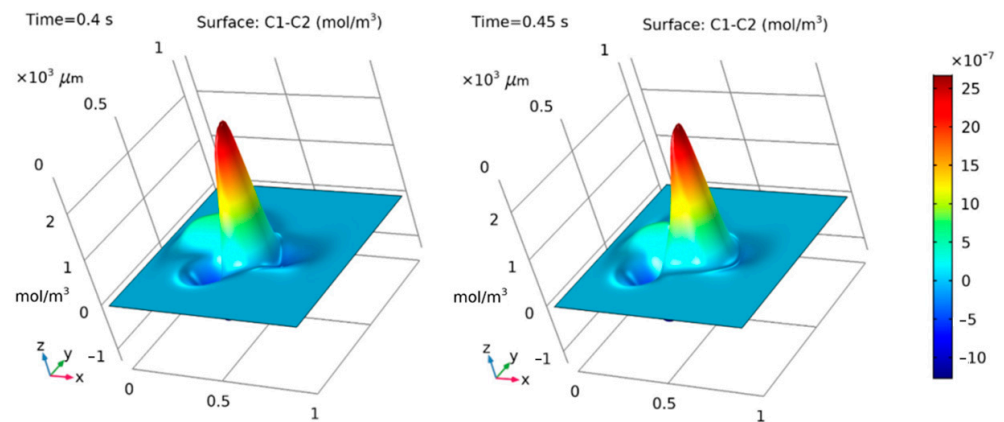 Time=0.4 s
Surface: C1-C2 (mol/m³)
1
×10³ μm
0.5
0
2
1
mol/m³
0
−1
z
y
x
0
0.5
1
Time=0.45 s
Surface: C1-C2 (mol/m³)
1
×10³ μm
0.5
0
2
1
mol/m³
0
−1
z
y
x
0
0.5
1
×10⁻⁷
25
20
15
10
5
0
−5
−10